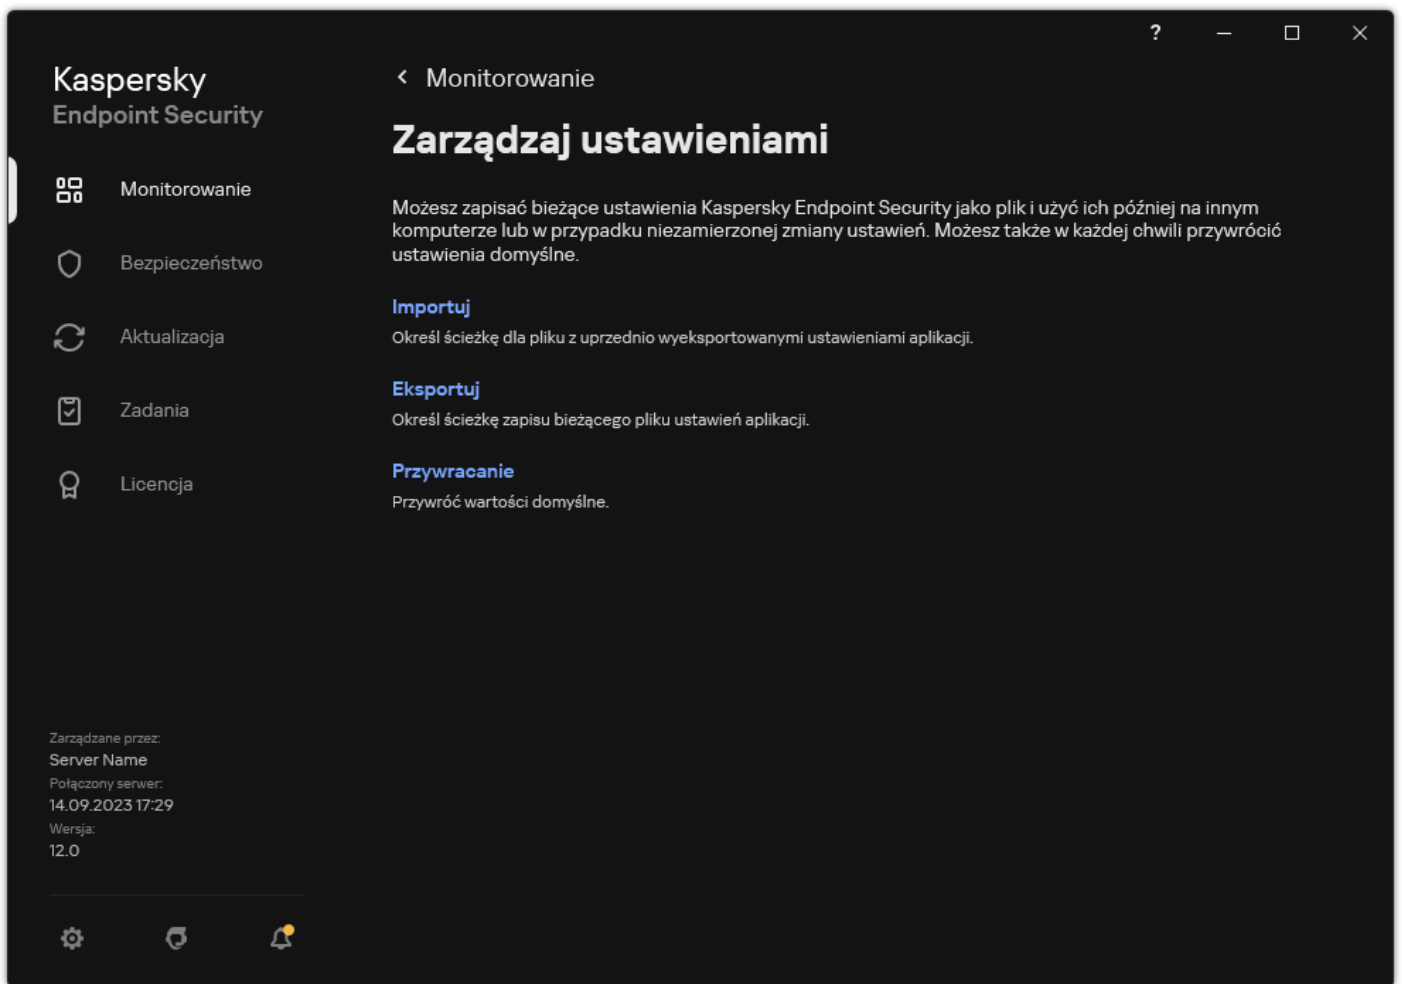 ?
Kaspersky
Endpoint Security
Monitorowanie
Bezpieczeństwo
Aktualizacja
Zadania
Licencja
Zarządzane przez:
Server Name
Połączony serwer:
14.09.2023 17:29
Wersja:
12.0
Monitorowanie
Zarządzaj ustawieniami
Możesz zapisać bieżące ustawienia Kaspersky Endpoint Security jako plik i użyć ich później na innym
komputerze lub w przypadku niezamierzonej zmiany ustawień. Możesz także w każdej chwili przywrócić
ustawienia domyślne.
Importuj
Określ ścieżkę dla pliku z uprzednio wyeksportowanymi ustawieniami aplikacji.
Eksportuj
Określ ścieżkę zapisu bieżącego pliku ustawień aplikacji.
Przywracanie
Przywróć wartości domyślne.